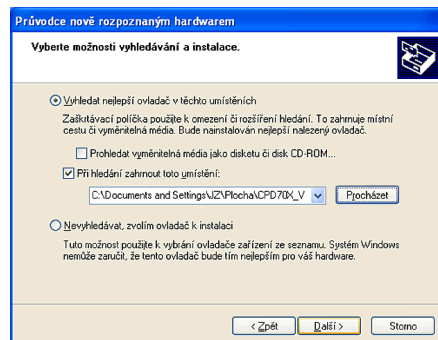 Průvodce nově rozpoznaným hardwarem
Vyberte možnosti vyhledávání a instalace.
Vyhledat nejlepší ovladač v těchto umístěních
Zaškrtávací políčka použijte k omezení či rozšíření hledání. To zahrnuje místní
cestu či vyměnitelná média. Bude nainstalován nejlepší nalezený ovladač.
Prohledat vyměnitelná média jako disketu či disk CD-ROM...
Při hledání zahrnout toto umístění:
C:\Documents and Settings\JZ\Plocha\CPD70X_V
Procházet
Nevyhledávat, zvolím ovladač k instalaci
Tuto možnost použijte k vybrání ovladače zařízení ze seznamu. Systém Windows
nemůže zaručit, že tento ovladač bude tím nejlepším pro váš hardware.
< Zpět
Další >
Storno